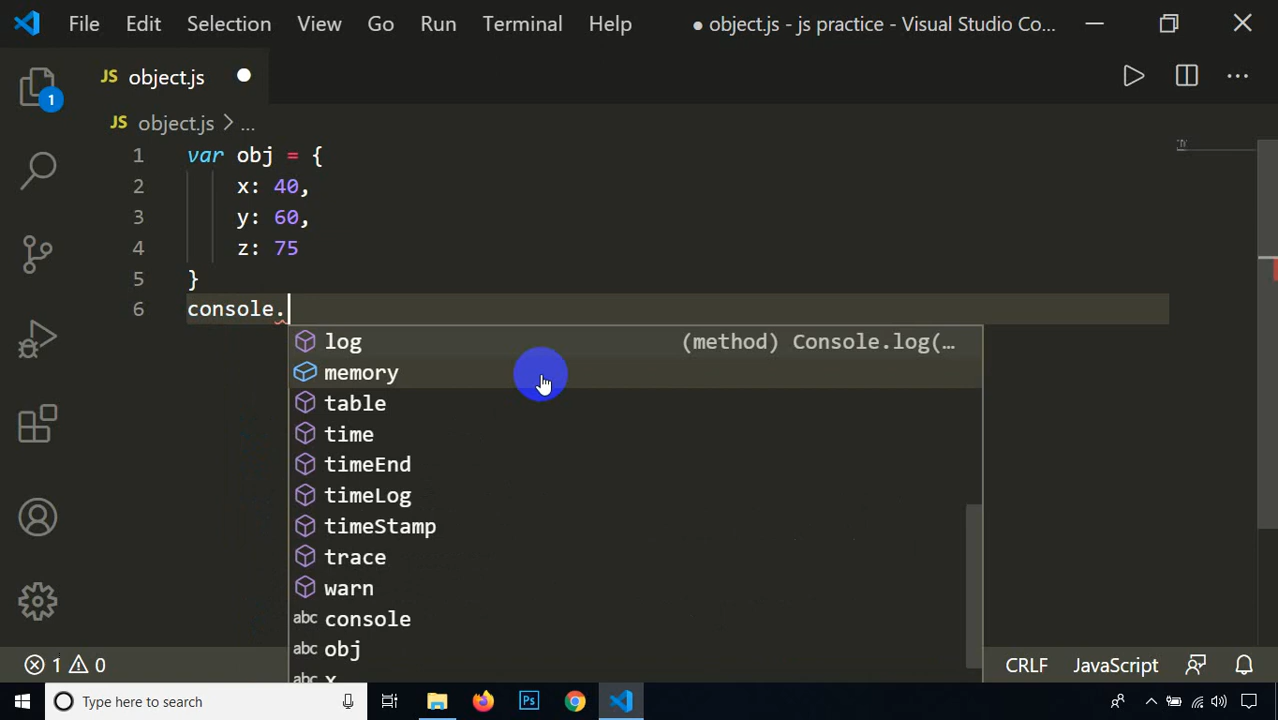 File Edit Selection View Go Run Terminal Help ● object.js - js practice - Visual Studio Co...
JS object.js ●
1
JS object.js > ...
1 var obj = {
2 x: 40,
3 y: 60,
4 z: 75
5 }
6 console.
log (method) Console.log(…
memory
table
time
timeEnd
timeLog
timeStamp
trace
warn
abc console
abc obj
x
1 0 CRLF JavaScript
Type here to search Ps